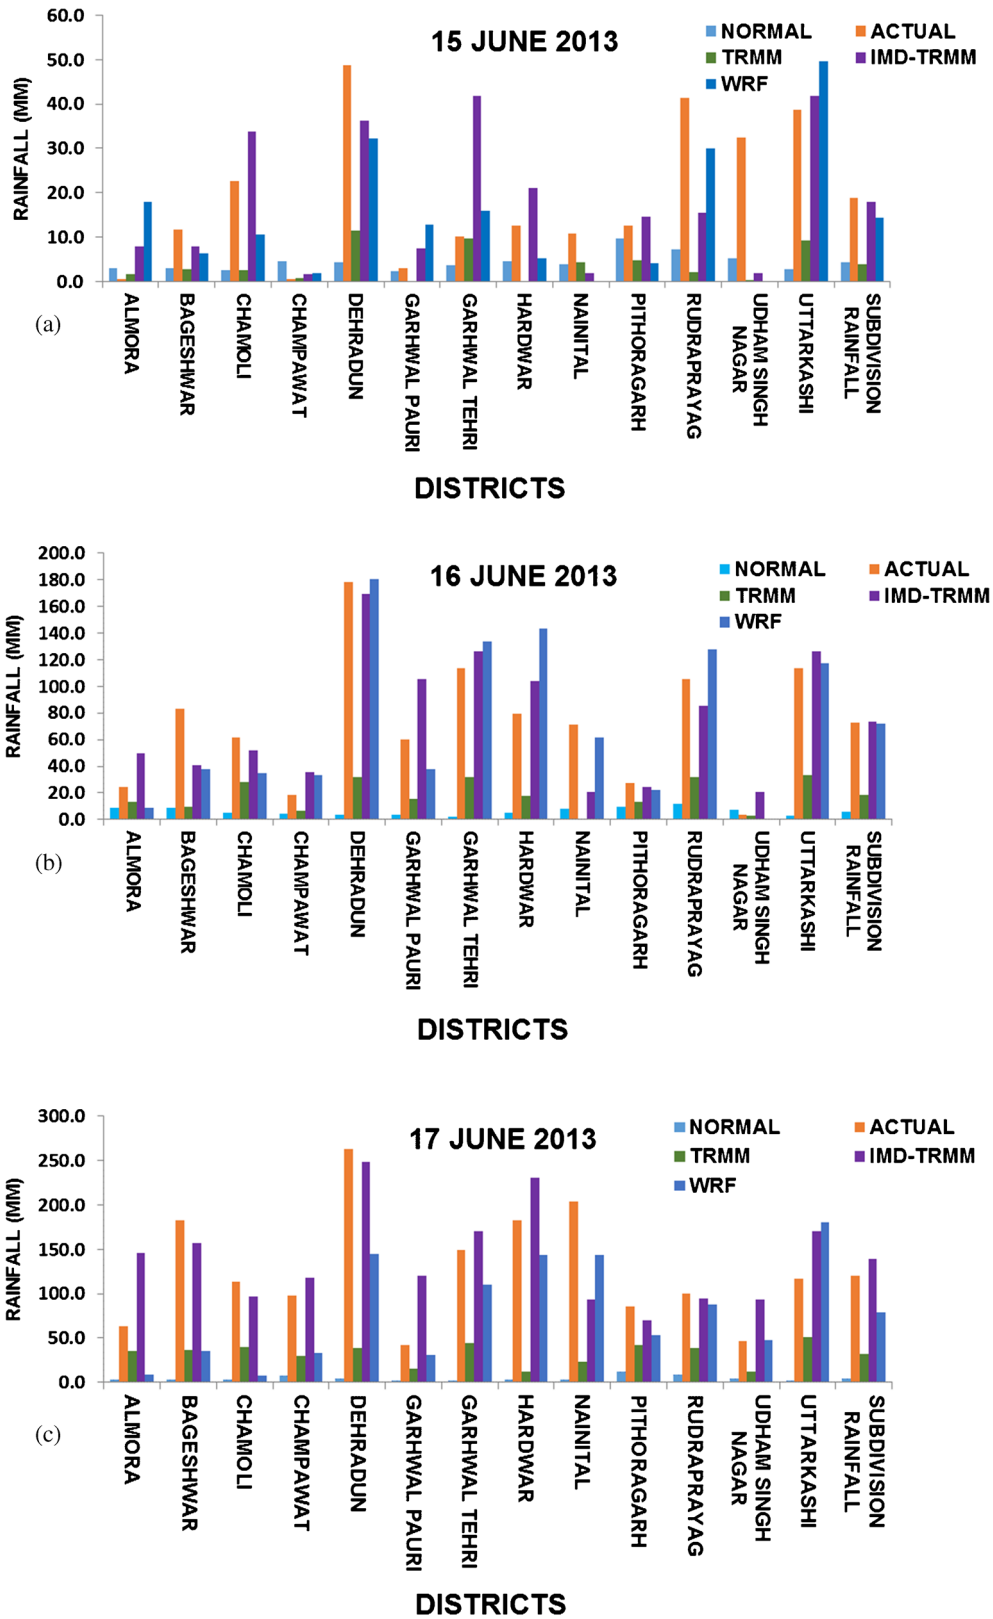 15 JUNE 2013
NORMAL
ACTUAL
TRMM
IMD-TRMM
WRF
RAINFALL (MM)
60.0
50.0
40.0
30.0
20.0
10.0
0.0
ALMORA
BAGESHWAR
CHAMOLI
CHAMPAWAT
DEHRADUN
GARHWAL PAURI
GARHWAL TEHRI
HARDWAR
NAINITAL
PITHORAGARH
RUDRAPRAYAG
UDHAM SINGH
NAGAR
UTTARKASHI
SUBDIVISION
RAINFALL
(a)
DISTRICTS
16 JUNE 2013
NORMAL
ACTUAL
TRMM
IMD-TRMM
WRF
RAINFALL (MM)
200.0
180.0
160.0
140.0
120.0
100.0
80.0
60.0
40.0
20.0
0.0
ALMORA
BAGESHWAR
CHAMOLI
CHAMPAWAT
DEHRADUN
GARHWAL PAURI
GARHWAL TEHRI
HARDWAR
NAINITAL
PITHORAGARH
RUDRAPRAYAG
UDHAM SINGH
NAGAR
UTTARKASHI
SUBDIVISION
RAINFALL
(b)
DISTRICTS
17 JUNE 2013
NORMAL
ACTUAL
TRMM
IMD-TRMM
WRF
RAINFALL (MM)
300.0
250.0
200.0
150.0
100.0
50.0
0.0
ALMORA
BAGESHWAR
CHAMOLI
CHAMPAWAT
DEHRADUN
GARHWAL PAURI
GARHWAL TEHRI
HARDWAR
NAINITAL
PITHORAGARH
RUDRAPRAYAG
UDHAM SINGH
NAGAR
UTTARKASHI
SUBDIVISION
RAINFALL
(c)
DISTRICTS